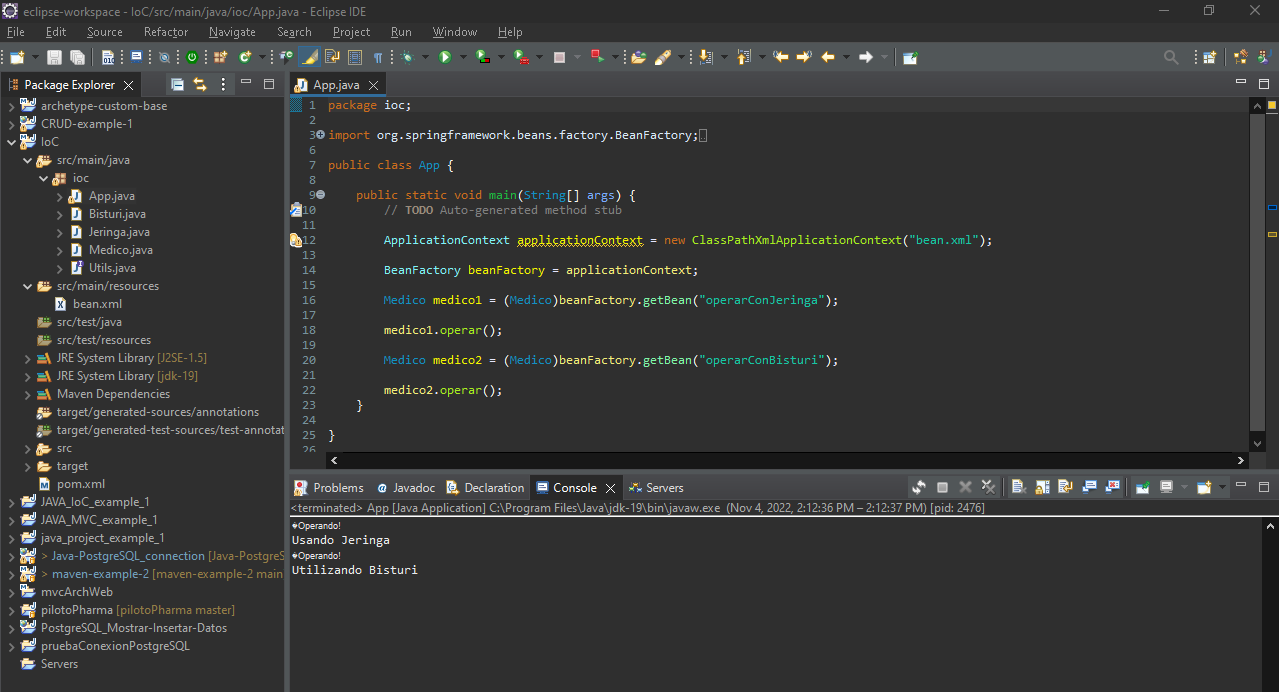 eclipse-workspace - IoC/src/main/java/ioc/App.java - Eclipse IDE
File Edit Source Refactor Navigate Search Project Run Window Help
Package Explorer
archetype-custom-base
CRUD-example-1
IoC
src/main/java
ioc
App.java
Bisturi.java
Jeringa.java
Medico.java
Utils.java
src/main/resources
bean.xml
src/test/java
src/test/resources
JRE System Library [J2SE-1.5]
JRE System Library [jdk-19]
Maven Dependencies
target/generated-sources/annotations
target/generated-test-sources/test-annotat
src
target
pom.xml
JAVA_IoC_example_1
JAVA_MVC_example_1
java_project_example_1
> Java-PostgreSQL_connection [Java-PostgreS
> maven-example-2 [maven-example-2 main
mvcArchWeb
pilotoPharma [pilotoPharma master]
PostgreSQL_Mostrar-Insertar-Datos
pruebaConexionPostgreSQL
Servers
App.java
1 package ioc;
2
3 import org.springframework.beans.factory.BeanFactory;
6
7 public class App {
8
9 public static void main(String[] args) {
10 // TODO Auto-generated method stub
11
12 ApplicationContext applicationContext = new ClassPathXmlApplicationContext("bean.xml");
13
14 BeanFactory beanFactory = applicationContext;
15
16 Medico medico1 = (Medico)beanFactory.getBean("operarConJeringa");
17
18 medico1.operar();
19
20 Medico medico2 = (Medico)beanFactory.getBean("operarConBisturi");
21
22 medico2.operar();
23 }
24
25 }
26
Problems Javadoc Declaration Console Servers
<terminated> App [Java Application] C:\Program Files\Java\jdk-19\bin\javaw.exe (Nov 4, 2022, 2:12:36 PM – 2:12:37 PM) [pid: 2476]
�Operando!
Usando Jeringa
�Operando!
Utilizando Bisturi